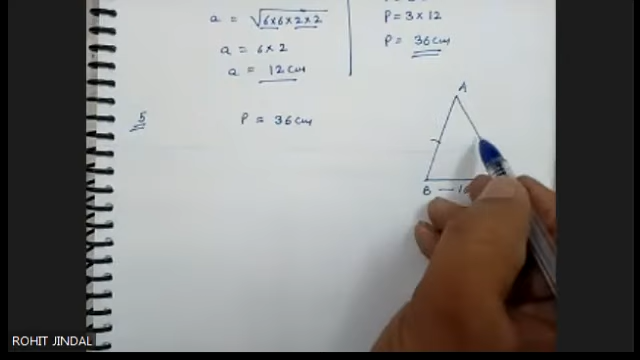 a = √6×6×2×2
a = 6×2
a = 12 cm
P = 3×12
P = 36 cm
5
P = 36 cm
A
B
ROHIT JINDAL